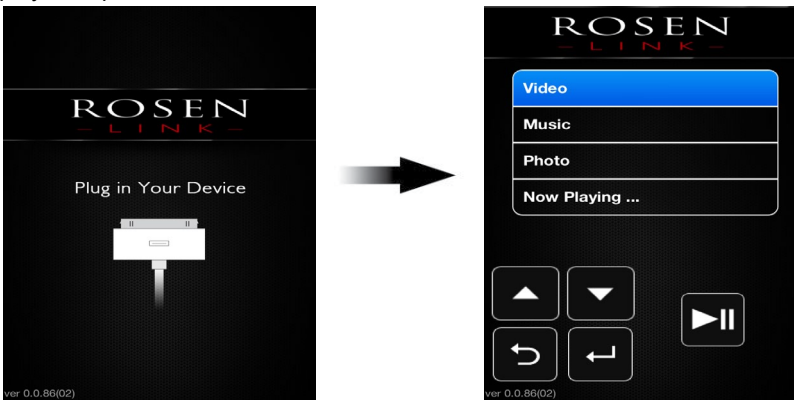 ROSEN
– LINK –
Plug in Your Device
ver 0.0.86(02)
ROSEN
– LINK –
Video
Music
Photo
Now Playing ...
ver 0.0.86(02)